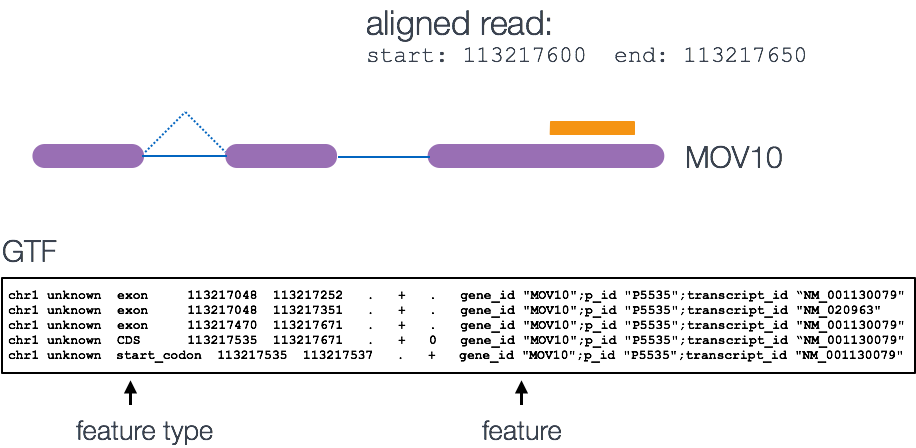 aligned read:
start: 113217600 end: 113217650
MOV10
GTF
chr1 unknown exon 113217048 113217252 . + . gene_id "MOV10";p_id "P5535";transcript_id “NM_001130079"
chr1 unknown exon 113217048 113217351 . + . gene_id "MOV10";p_id "P5535";transcript_id "NM_020963"
chr1 unknown exon 113217470 113217671 . + . gene_id "MOV10";p_id "P5535";transcript_id "NM_001130079"
chr1 unknown CDS 113217535 113217671 . + 0 gene_id "MOV10";p_id "P5535";transcript_id “NM_001130079"
chr1 unknown start_codon 113217535 113217537 . + gene_id "MOV10";p_id "P5535";transcript_id "NM_001130079"
feature type feature